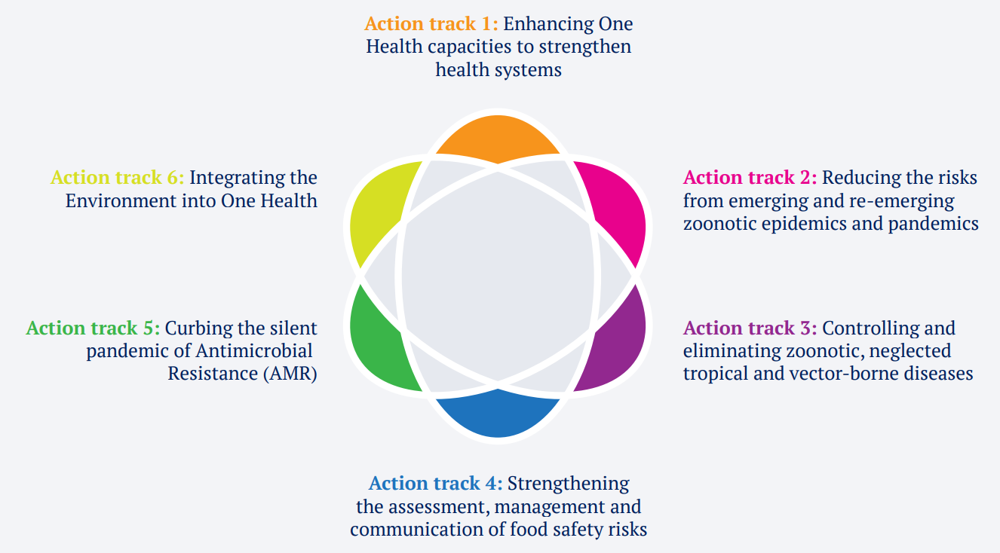 Action track 1: Enhancing One
Health capacities to strengthen
health systems
Action track 2: Reducing the risks
from emerging and re-emerging
zoonotic epidemics and pandemics
Action track 3: Controlling and
eliminating zoonotic, neglected
tropical and vector-borne diseases
Action track 4: Strengthening
the assessment, management and
communication of food safety risks
Action track 5: Curbing the silent
pandemic of Antimicrobial
Resistance (AMR)
Action track 6: Integrating the
Environment into One Health